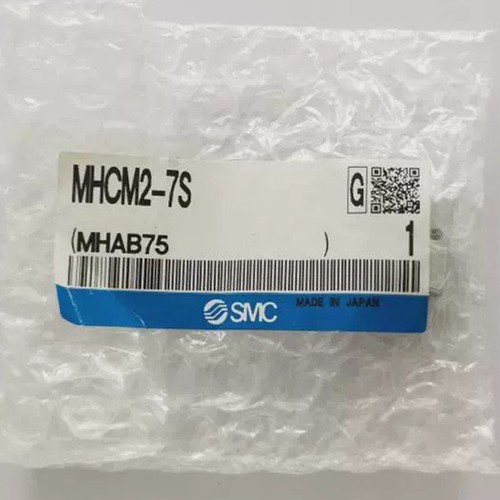 MHCM2-7S G
(MHAB75 ) 1
SMC MADE IN JAPAN